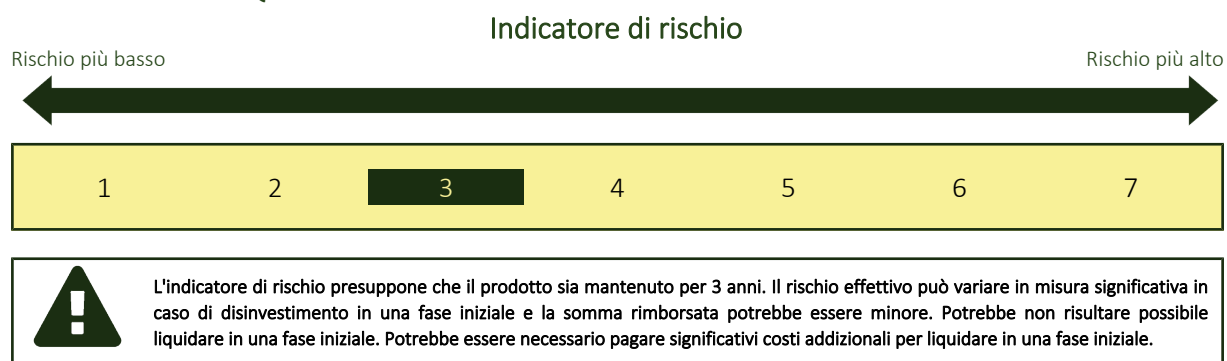 Indicatore di rischio
Rischio più basso
Rischio più alto
1 2 3 4 5 6 7
L'indicatore di rischio presuppone che il prodotto sia mantenuto per 3 anni. Il rischio effettivo può variare in misura significativa in
caso di disinvestimento in una fase iniziale e la somma rimborsata potrebbe essere minore. Potrebbe non risultare possibile
liquidare in una fase iniziale. Potrebbe essere necessario pagare significativi costi addizionali per liquidare in una fase iniziale.